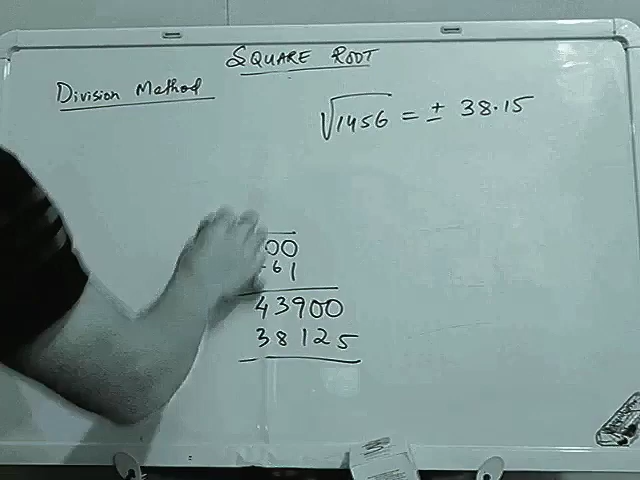 SQUARE ROOT
Division Method
√1456 = ± 38.15
00
61
43900
38125